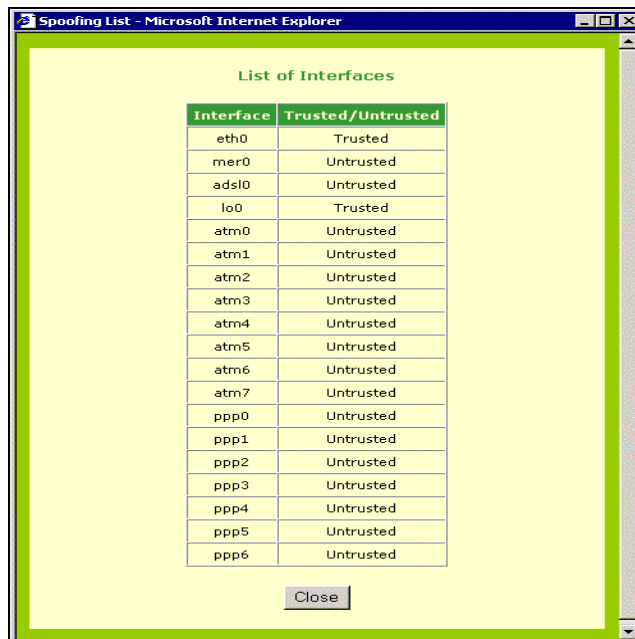 Spoofing List - Microsoft Internet Explorer
List of Interfaces
Interface Trusted/Untrusted
eth0 Trusted
mer0 Untrusted
adsl0 Untrusted
lo0 Trusted
atm0 Untrusted
atm1 Untrusted
atm2 Untrusted
atm3 Untrusted
atm4 Untrusted
atm5 Untrusted
atm6 Untrusted
atm7 Untrusted
ppp0 Untrusted
ppp1 Untrusted
ppp2 Untrusted
ppp3 Untrusted
ppp4 Untrusted
ppp5 Untrusted
ppp6 Untrusted
Close